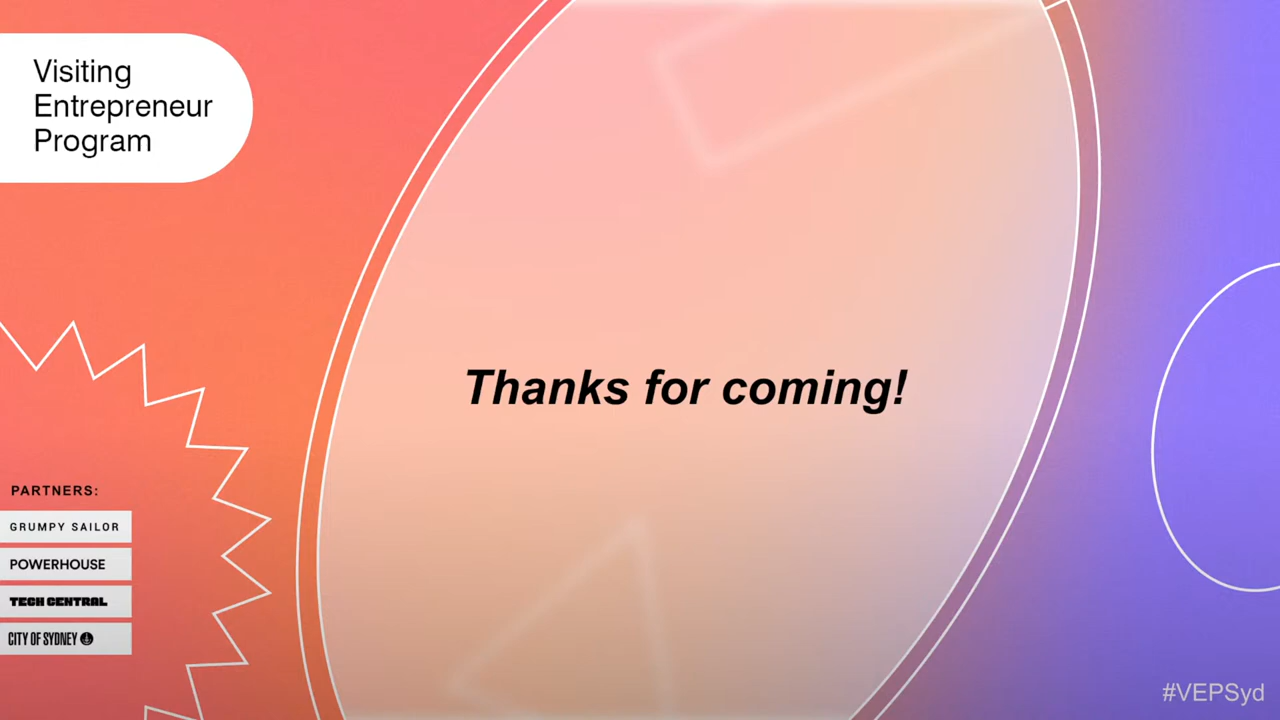 Visiting
Entrepreneur
Program
Thanks for coming!
PARTNERS:
GRUMPY SAILOR
POWERHOUSE
TECH CENTRAL
CITY OF SYDNEY
#VEPSyd